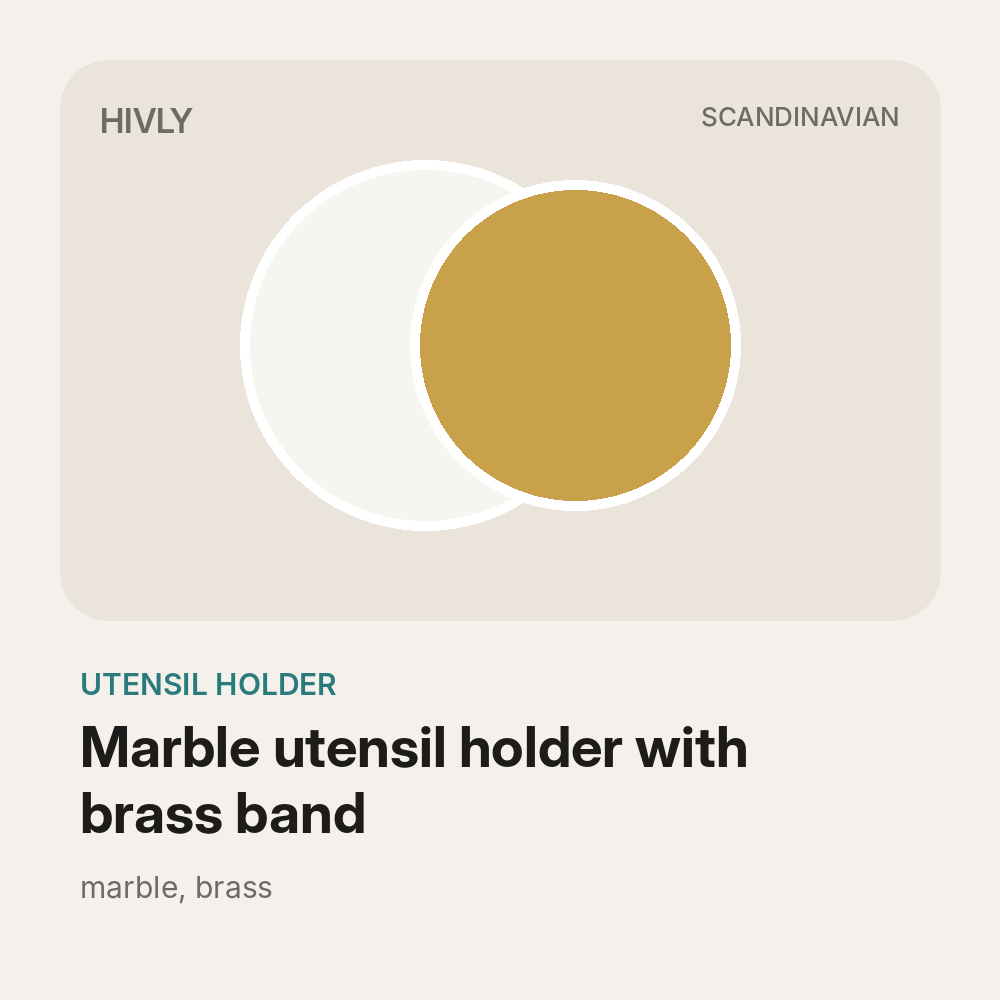 HIVLY
SCANDINAVIAN
UTENSIL HOLDER
Marble utensil holder with
brass band
marble, brass